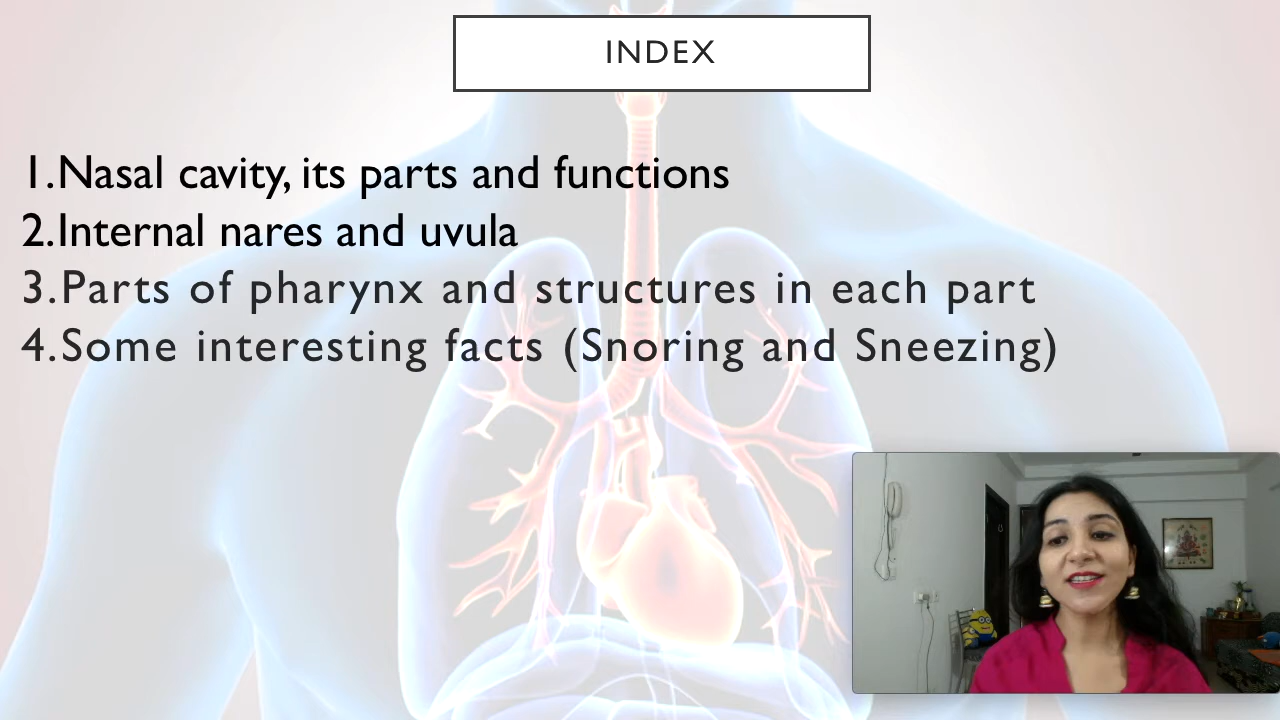 INDEX
1.Nasal cavity, its parts and functions
2.Internal nares and uvula
3.Parts of pharynx and structures in each part
4.Some interesting facts (Snoring and Sneezing)